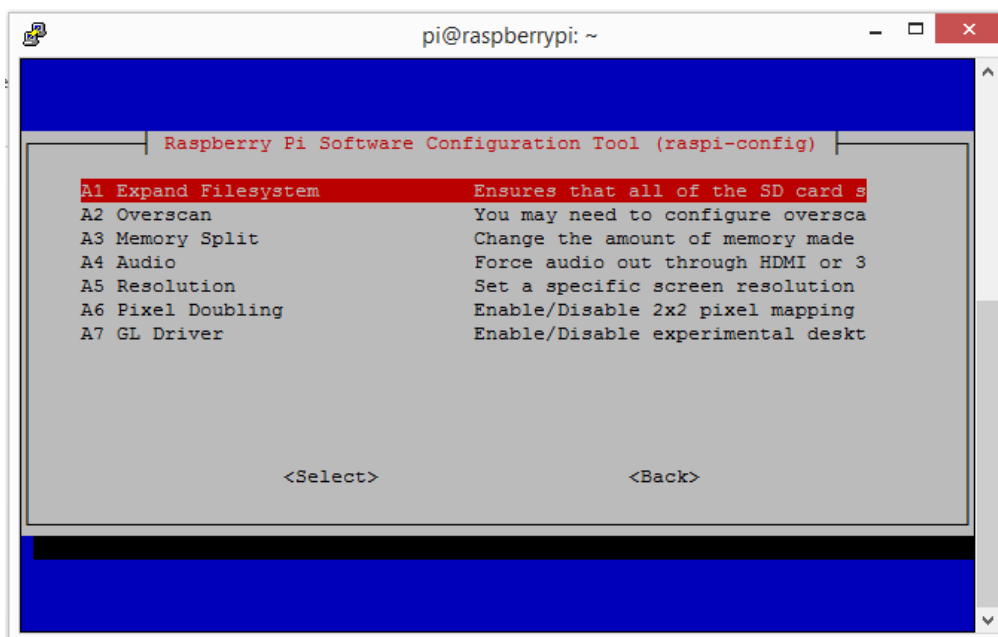 pi@raspberrypi: ~
Raspberry Pi Software Configuration Tool (raspi-config)
A1 Expand Filesystem Ensures that all of the SD card s
A2 Overscan You may need to configure oversca
A3 Memory Split Change the amount of memory made
A4 Audio Force audio out through HDMI or 3
A5 Resolution Set a specific screen resolution
A6 Pixel Doubling Enable/Disable 2x2 pixel mapping
A7 GL Driver Enable/Disable experimental deskt
<Select> <Back>